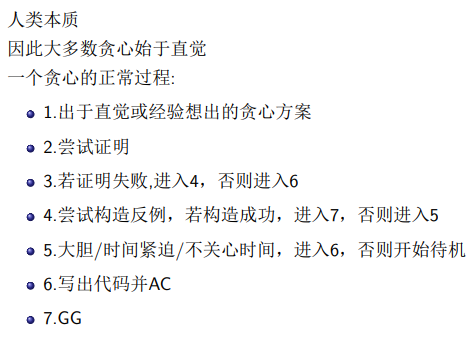 人类本质
因此大多数贪心始于直觉
一个贪心的正常过程:
1.出于直觉或经验想出的贪心方案
2.尝试证明
3.若证明失败,进入4，否则进入6
4.尝试构造反例，若构造成功，进入7，否则进入5
5.大胆/时间紧迫/不关心时间，进入6，否则开始待机
6.写出代码并AC
7.GG